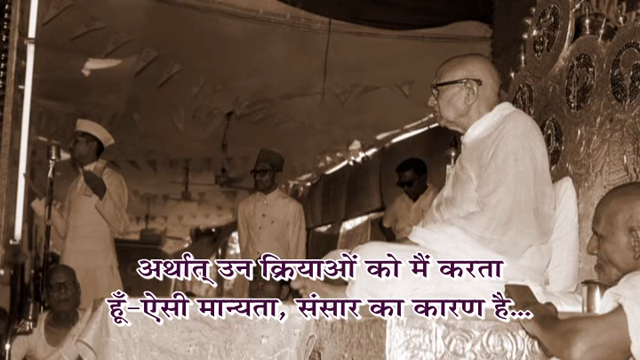 अर्थात् उन क्रियाओं को मैं करता
हूँ-ऐसी मान्यता, संसार का कारण है...